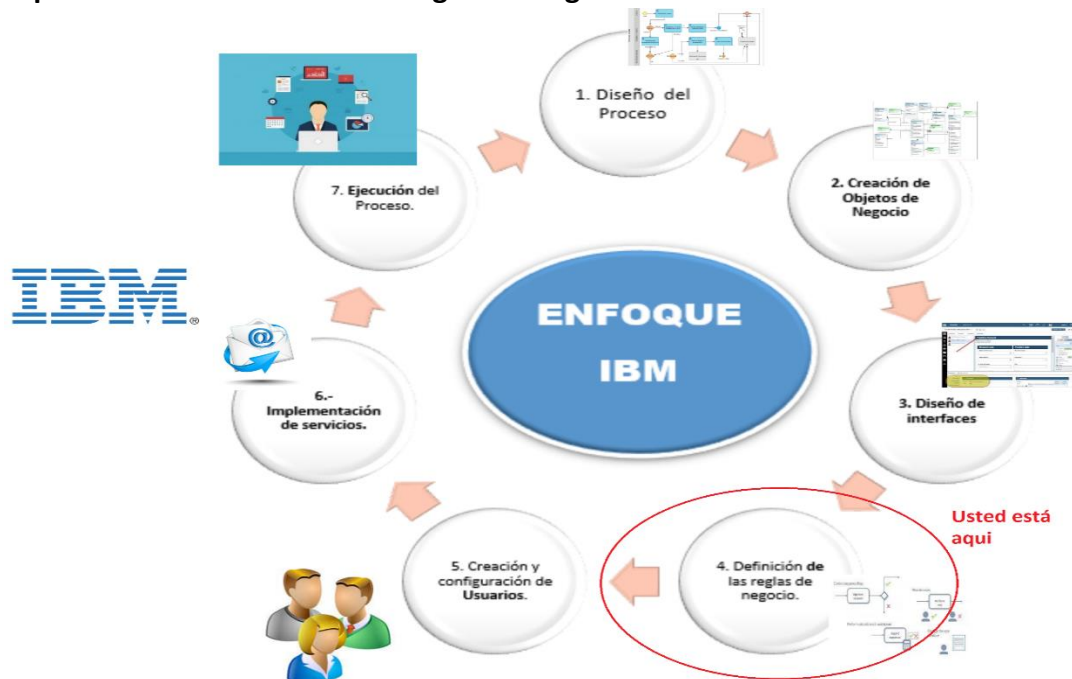 1. Diseño del
Proceso
2. Creación de
Objetos de
Negocio
3. Diseño de
interfaces
Usted está
aqui
4. Definición de
las reglas de
negocio.
5. Creación y
configuración de
Usuarios.
6.-
Implementación
de servicios.
7. Ejecución del
Proceso.
ENFOQUE
IBM
IBM
®